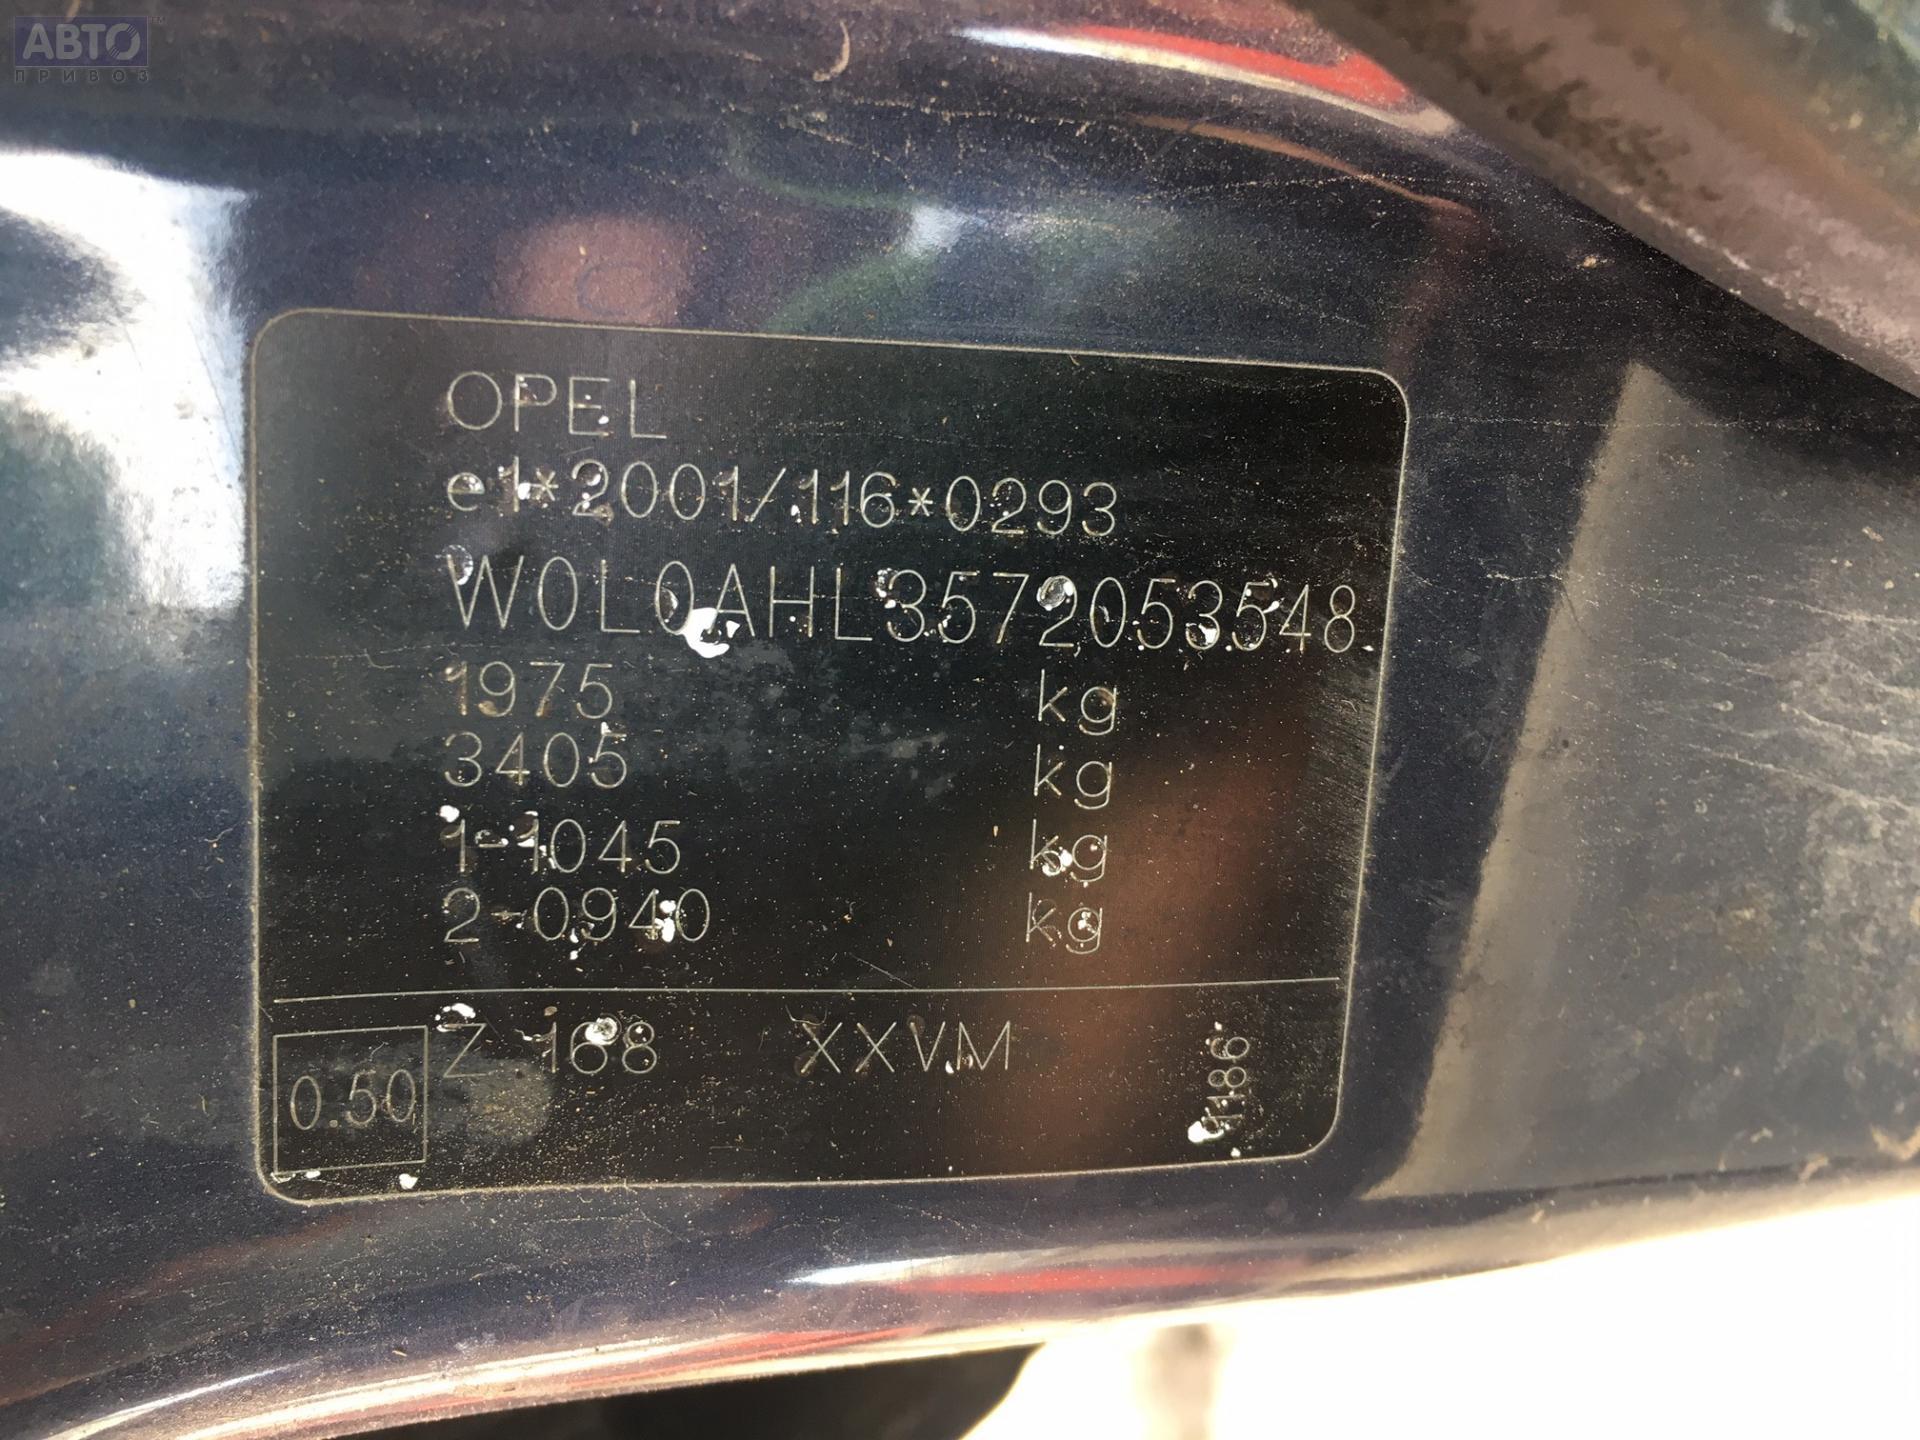 АВТО™
ПРИВОЗ
OPEL
e1*2001/116*0293
W0L0AHL3572053548
1975 kg
3405 kg
1-1045 kg
2-0940 kg
0.50
Z 168 XXVM